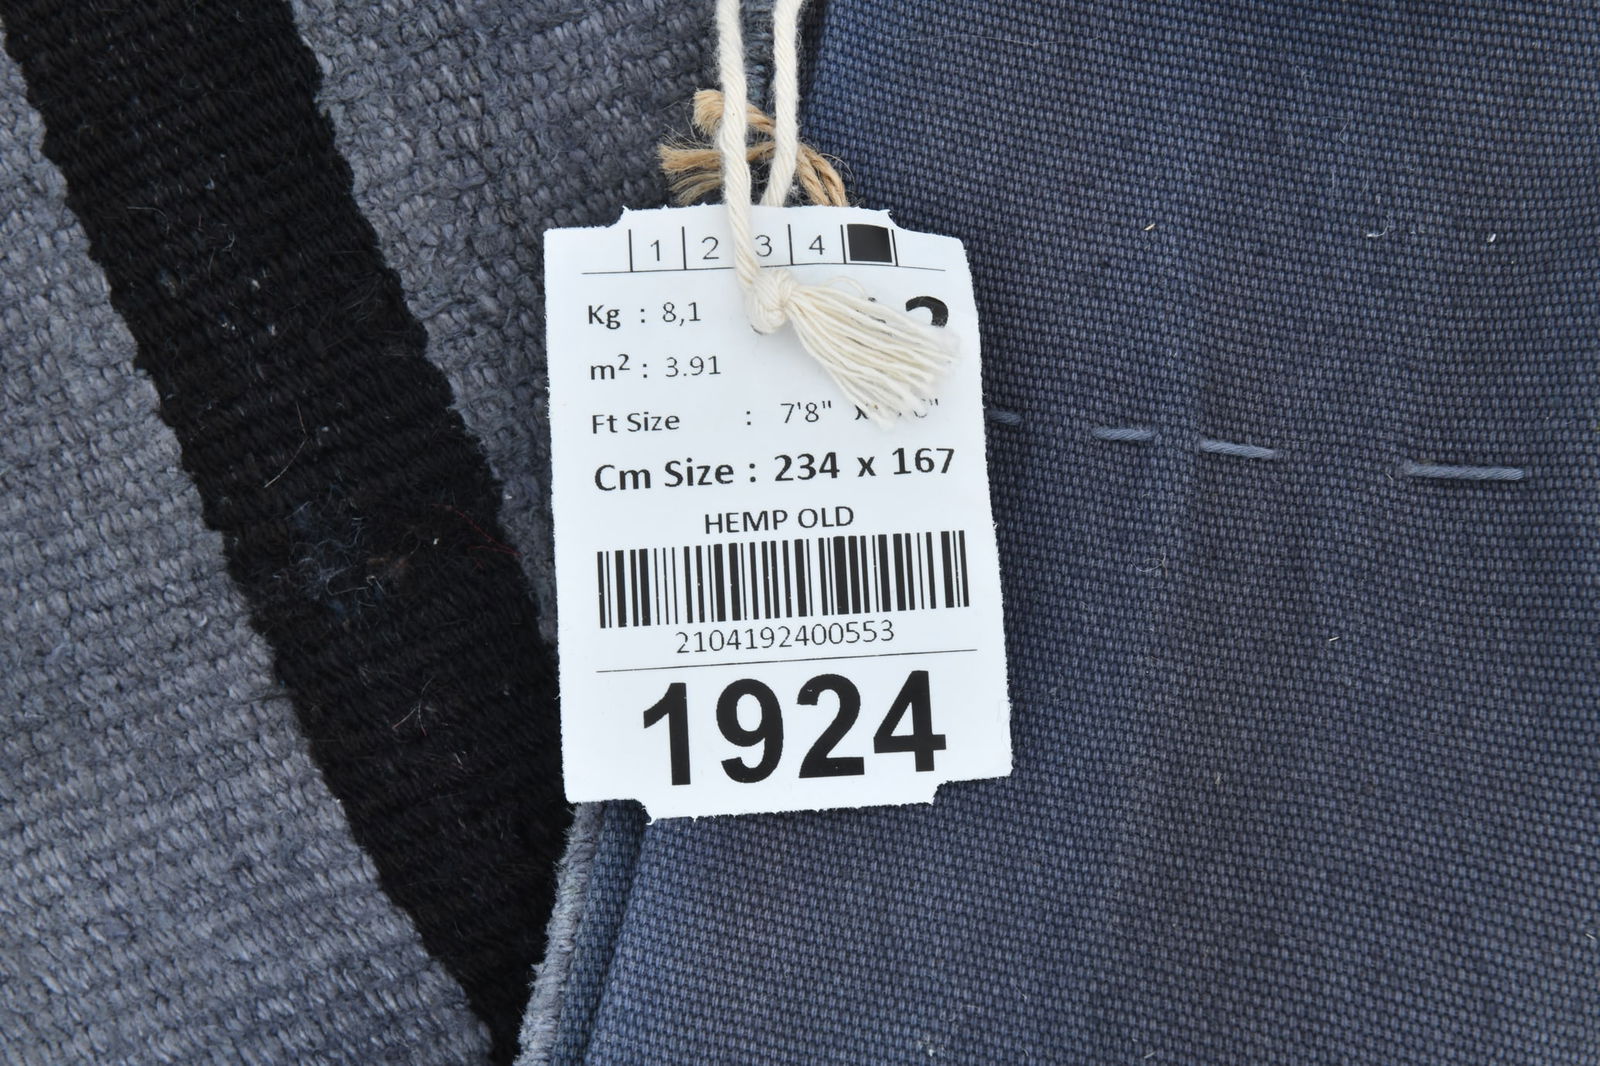 1 2 3 4
Kg : 8,1
m² : 3.91
Ft Size : 7'8" x
Cm Size : 234 x 167
HEMP OLD
2104192400553
1924